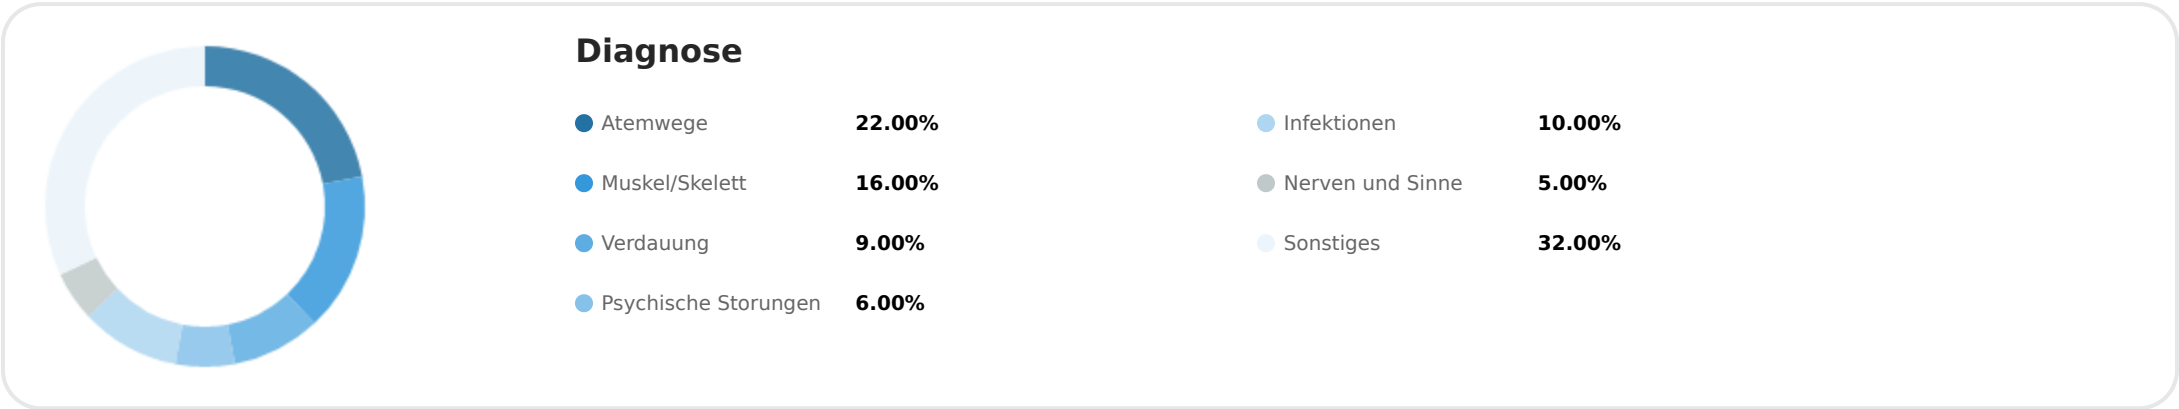 Diagnose
Atemwege 22.00%
Muskel/Skelett 16.00%
Verdauung 9.00%
Psychische Storungen 6.00%
Infektionen 10.00%
Nerven und Sinne 5.00%
Sonstiges 32.00%